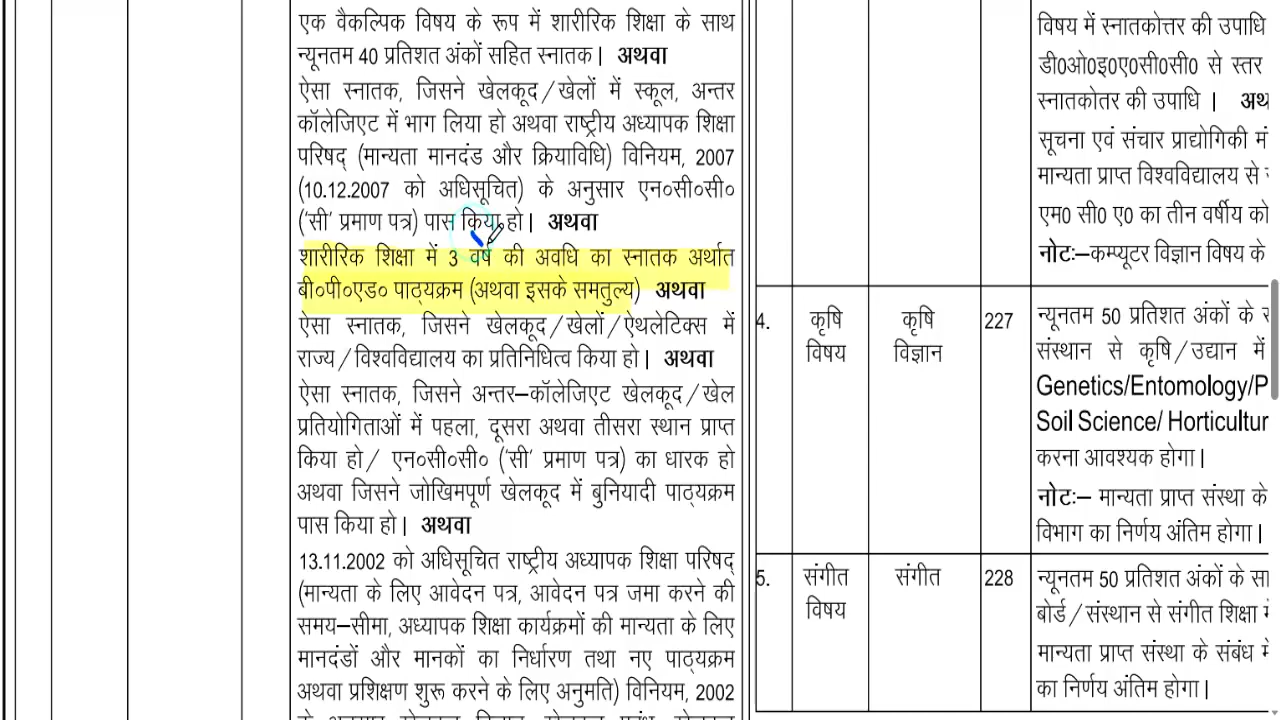 एक वैकल्पिक विषय के रूप में शारीरिक शिक्षा के साथ
न्यूनतम 40 प्रतिशत अंकों सहित स्नातक। अथवा
ऐसा स्नातक, जिसने खेलकूद/खेलों में स्कूल, अन्तर
कॉलेजिएट में भाग लिया हो अथवा राष्ट्रीय अध्यापक शिक्षा
परिषद् (मान्यता मानदंड और क्रियाविधि) विनियम, 2007
(10.12.2007 को अधिसूचित) के अनुसार एन०सी०सी०
('सी' प्रमाण पत्र) पास किया हो। अथवा
शारीरिक शिक्षा में 3 वर्ष की अवधि का स्नातक अर्थात
बी०पी०एड० पाठ्यक्रम (अथवा इसके समतुल्य) अथवा
ऐसा स्नातक, जिसने खेलकूद/खेलों/ऐथलेटिक्स में
राज्य/विश्वविद्यालय का प्रतिनिधित्व किया हो। अथवा
ऐसा स्नातक, जिसने अन्तर–कॉलेजिएट खेलकूद/खेल
प्रतियोगिताओं में पहला, दूसरा अथवा तीसरा स्थान प्राप्त
किया हो/ एन०सी०सी० ('सी' प्रमाण पत्र) का धारक हो
अथवा जिसने जोखिमपूर्ण खेलकूद में बुनियादी पाठ्यक्रम
पास किया हो। अथवा
13.11.2002 को अधिसूचित राष्ट्रीय अध्यापक शिक्षा परिषद्
(मान्यता के लिए आवेदन पत्र, आवेदन पत्र जमा करने की
समय–सीमा, अध्यापक शिक्षा कार्यक्रमों की मान्यता के लिए
मानदंडों और मानकों का निर्धारण तथा नए पाठ्यक्रम
अथवा प्रशिक्षण शुरू करने के लिए अनुमति) विनियम, 2002
विषय में स्नातकोत्तर की उपाधि
डी0ओ0इ0ए0सी0सी0 से स्तर
स्नातकोतर की उपाधि ।
सूचना एवं संचार प्राद्योगिकी
मान्यता प्राप्त विश्वविद्यालय से
एम0 सी0 ए0 का तीन वर्षीय
नोटः–कम्प्यूटर विज्ञान विषय के
4. कृषि विषय कृषि विज्ञान 227
न्यूनतम 50 प्रतिशत अंकों के
संस्थान से कृषि/उद्यान में
Genetics/Entomology/P
Soil Science/ Horticultur
करना आवश्यक होगा।
नोटः– मान्यता प्राप्त संस्था के
विभाग का निर्णय अंतिम होगा।
5. संगीत विषय संगीत 228
न्यूनतम 50 प्रतिशत अंकों के सा
बोर्ड/संस्थान से संगीत शिक्षा
मान्यता प्राप्त संस्था के संबंध में
का निर्णय अंतिम होगा।